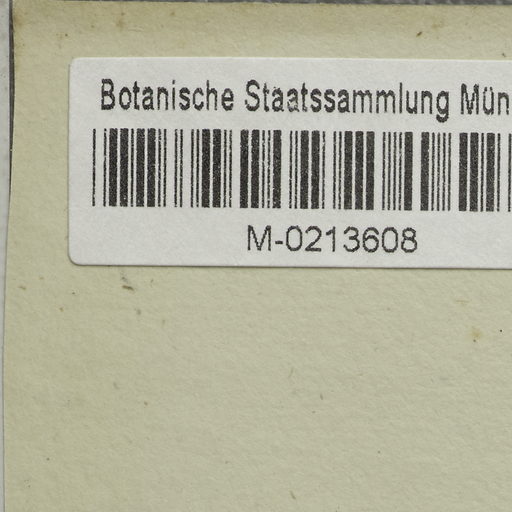 Botanische Staatssammlung Mün
M-0213608